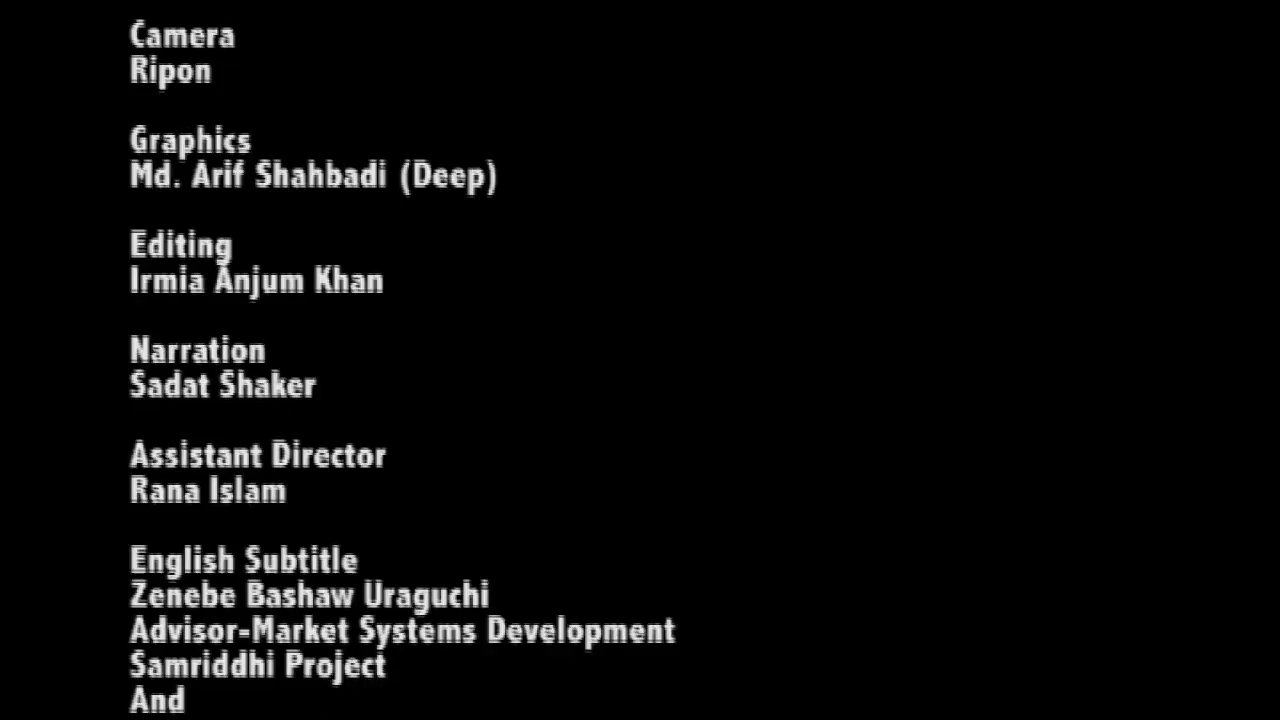 Camera
Ripon
Graphics
Md. Arif Shahbadi (Deep)
Editing
Irmia Anjum Khan
Narration
Sadat Shaker
Assistant Director
Rana Islam
English Subtitle
Zenebe Bashaw Uraguchi
Advisor-Market Systems Development
Samriddhi Project
And